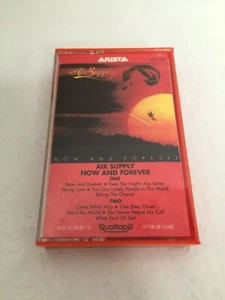 ARISTA
Air Supply
NOW AND FOREVER
AIR SUPPLY
NOW AND FOREVER
ONE
Now And Forever • Even The Nights Are Better
Young Love • Two Less Lonely People In The World
Taking The Chance
TWO
Come What May • One Step Closer
Don't Be Afraid • She Never Heard Me Call
What Kind Of Girl
Qualitape